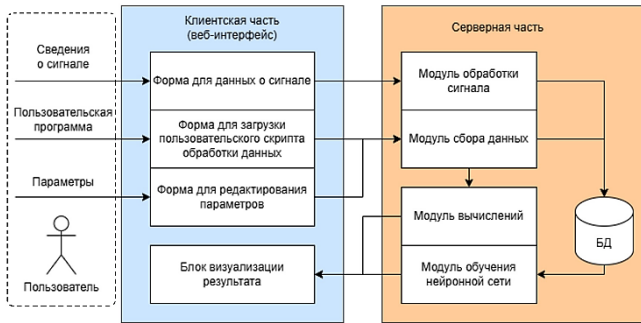 Клиентская часть
(веб-интерфейс)
Серверная часть
Сведения
о сигнале
Форма для данных о сигнале
Модуль обработки
сигнала
Пользовательская
программа
Форма для загрузки
пользовательского скрипта
обработки данных
Модуль сбора данных
Параметры
Форма для редактирования
параметров
Модуль вычислений
БД
Пользователь
Блок визуализации
результата
Модуль обучения
нейронной сети